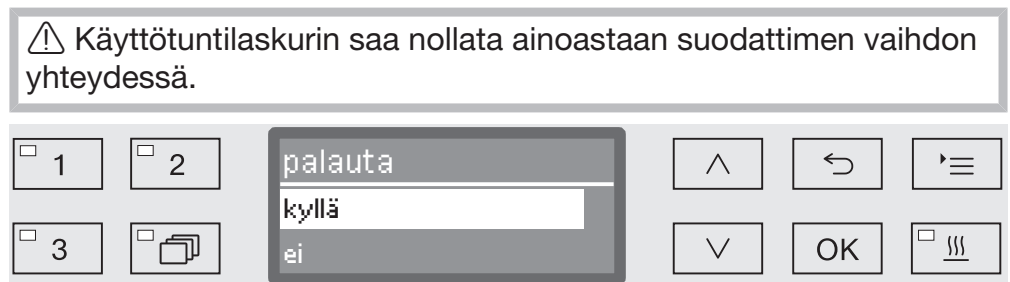 ⚠ Käyttötuntilaskurin saa nollata ainoastaan suodattimen vaihdon
yhteydessä.
1
2
palauta
kyllä
ei
3
OK